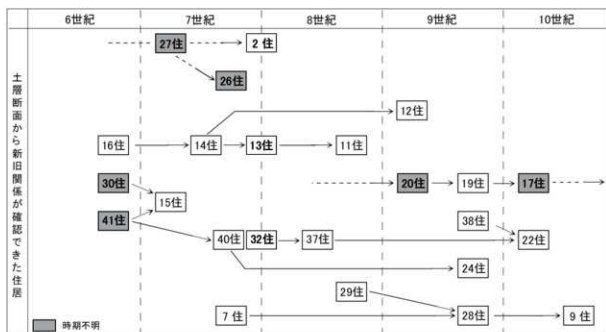 6世紀 7世紀 8世紀 9世紀 10世紀
土層断面から新旧関係が確認できた住居
27住 2住
26住
12住
16住 14住 13住 11住
30住 20住 19住 17住
15住
41住 38住
40住 32住 37住 22住
24住
29住
7住 28住 9住
時期不明